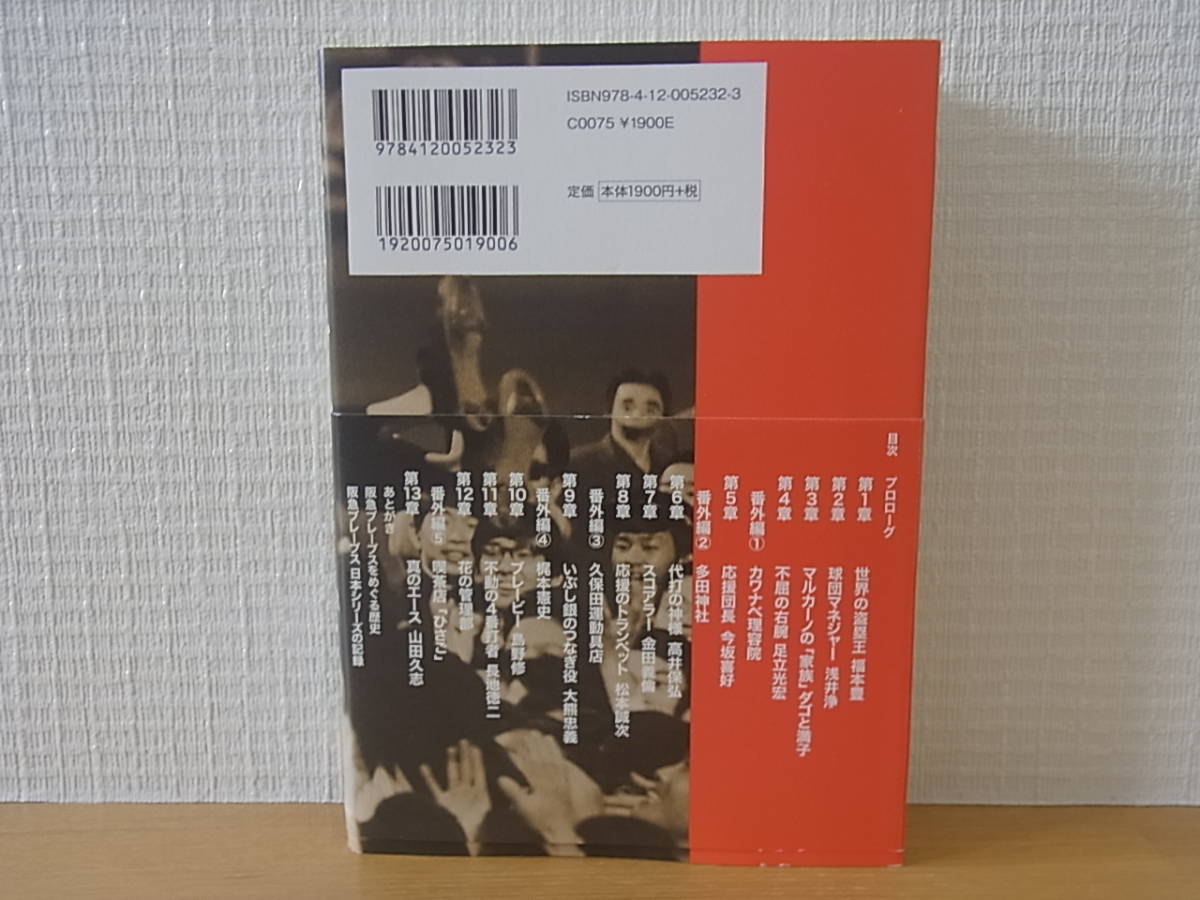 ISBN978-4-12-005232-3
C0075 ¥1900E
9784120052323
定価 本体1900円+税
1920075019006
目次
プロローグ
第1章 世界の盗塁王 福本豊
第2章 球団マネジャー 浅井浄
第3章 マルカーノの「家族」ダゴと満子
第4章 不屈の右腕 足立光宏
番外編① カワナベ理容院
第5章 応援団長 今坂喜好
番外編② 多田神社
第6章 代打の神様 高井保弘
第7章 スコアラー 金田義倫
第8章 応援のトランペット 松本誠次
番外編③ 久保田運動具店
第9章 いぶし銀のつなぎ役 大熊忠義
番外編④ 梶本憲史
第10章 ブレービー 島野修
第11章 不動の4番打者 長池徳二
第12章 花の管理部
番外編⑤ 喫茶店「ひさご」
第13章 真のエース 山田久志
あとがき
阪急ブレーブスをめぐる歴史
阪急ブレーブス 日本シリーズの記録